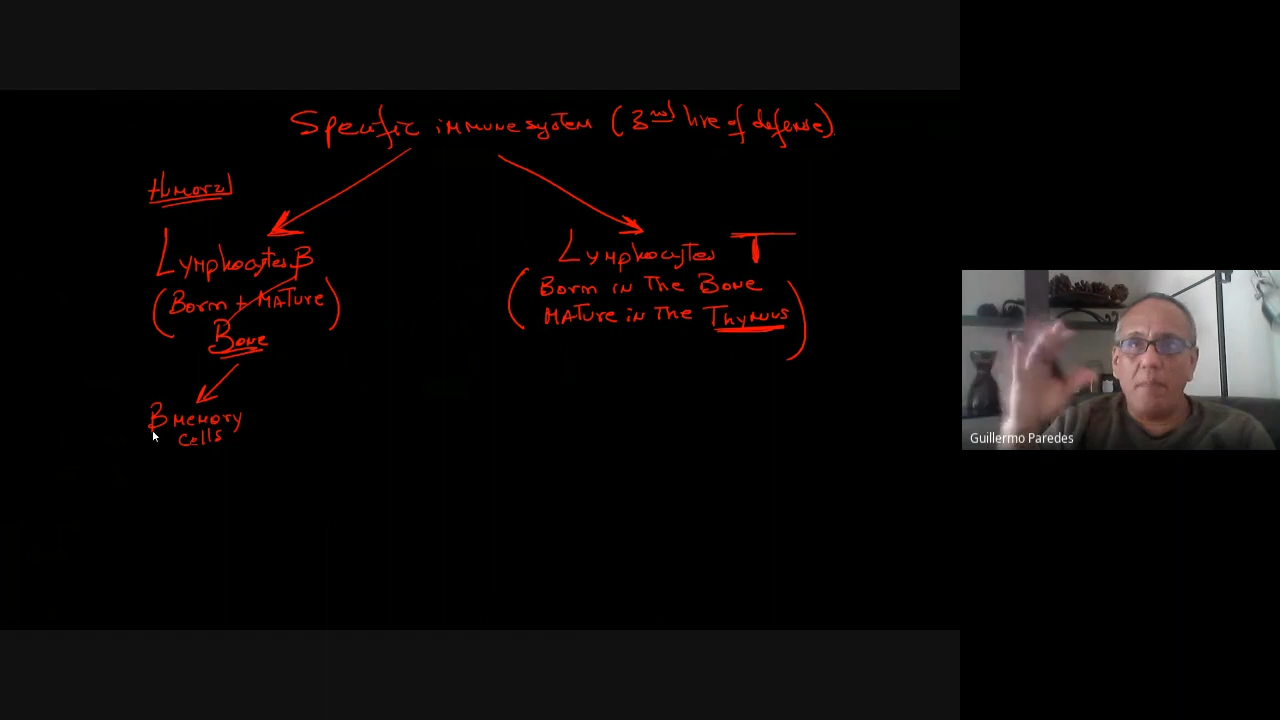 Specific immune system (3rd line of defense)
Humoral
Lymphocytes B
(Born + Mature)
Bone
B memory
cells
Lymphocytes T
(Born in the Bone
Mature in the Thymus)
Guillermo Paredes